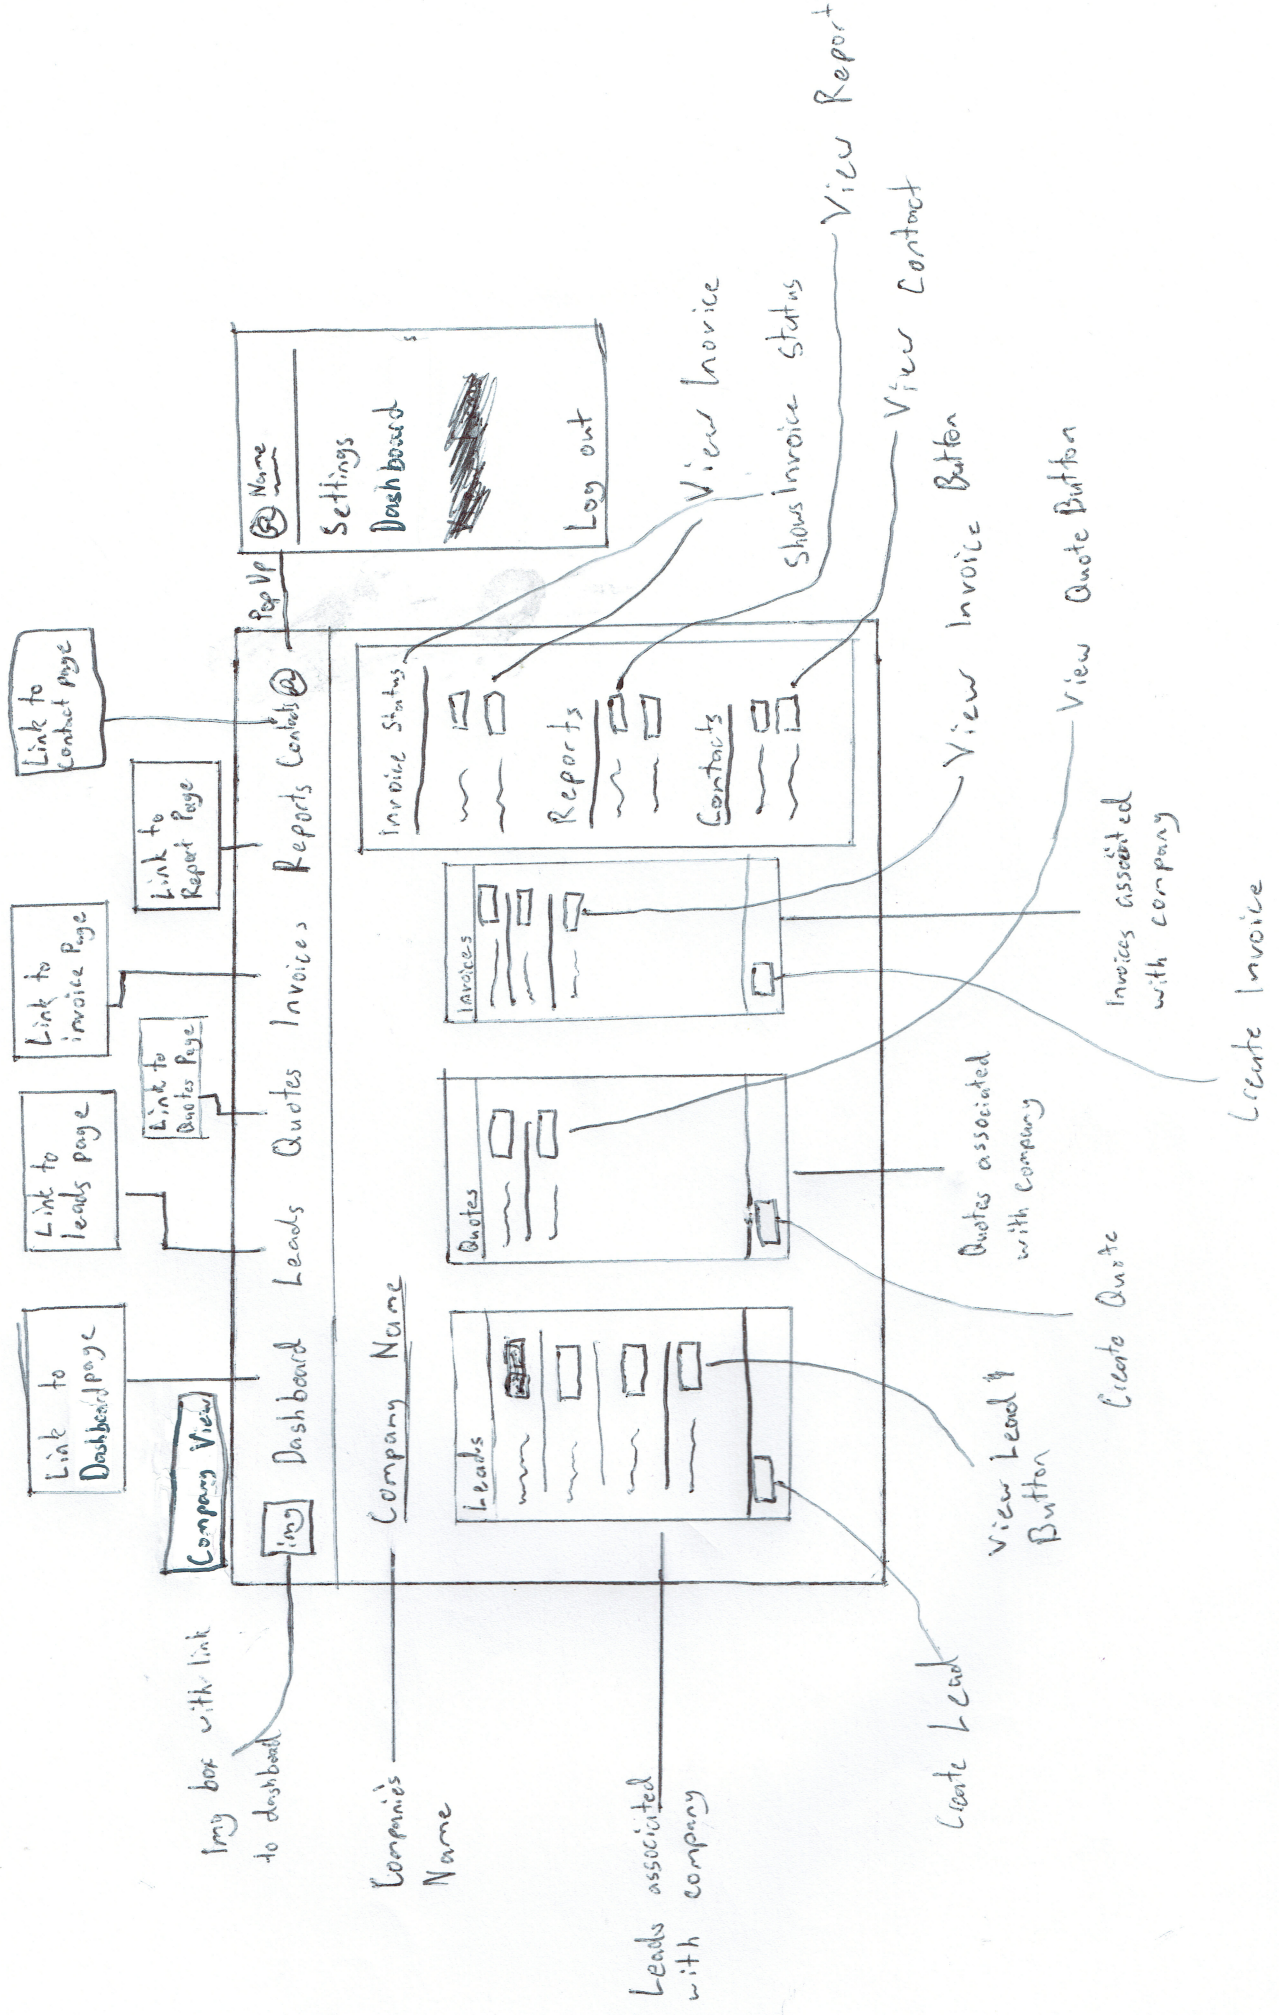 Link to
Dashboard page
Link to
leads page
Link to
Quotes Page
Link to
invoice Page
Link to
Report Page
Link to
Contact page
Company View
Img box with link
to dashboard
img
Dashboard
Leads
Quotes
Invoices
Reports
Contacts
Pop Up
Name
Settings
Dashboard
Log out
Companies
Name
Company Name
Leads
Quotes
Invoices
Invoice Status
Reports
Contacts
Leads associcited
with company
Create Lead
View Lead
Button
Quotes associated
with company
Create Quote
Invoices associated
with company
Create Invoice
View Inovice
Shows Invoice Status
View Report
View Contact
View Invoice Button
View Quote Button